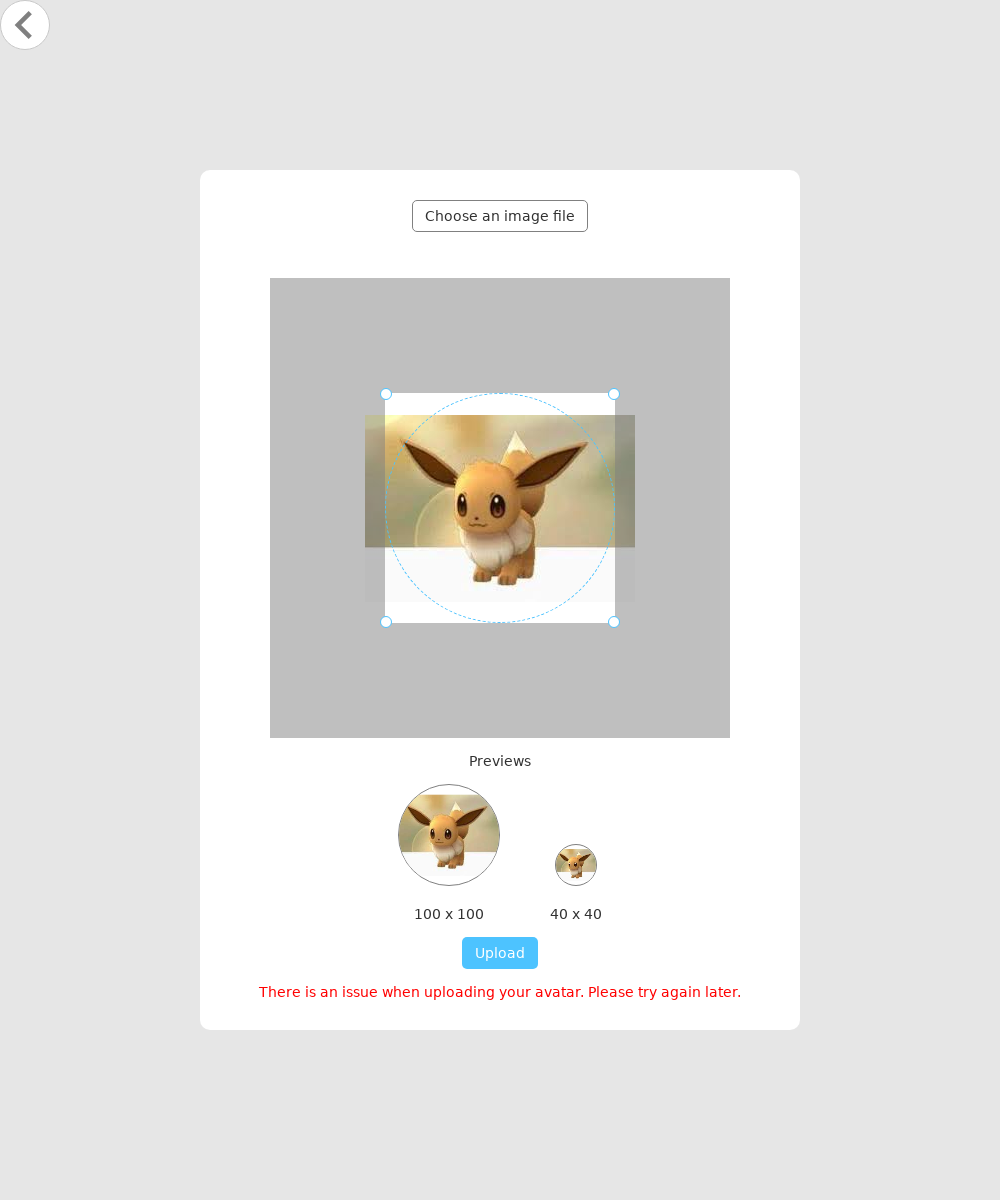 Choose an image file
Previews
100 x 100
40 x 40
Upload
There is an issue when uploading your avatar. Please try again later.